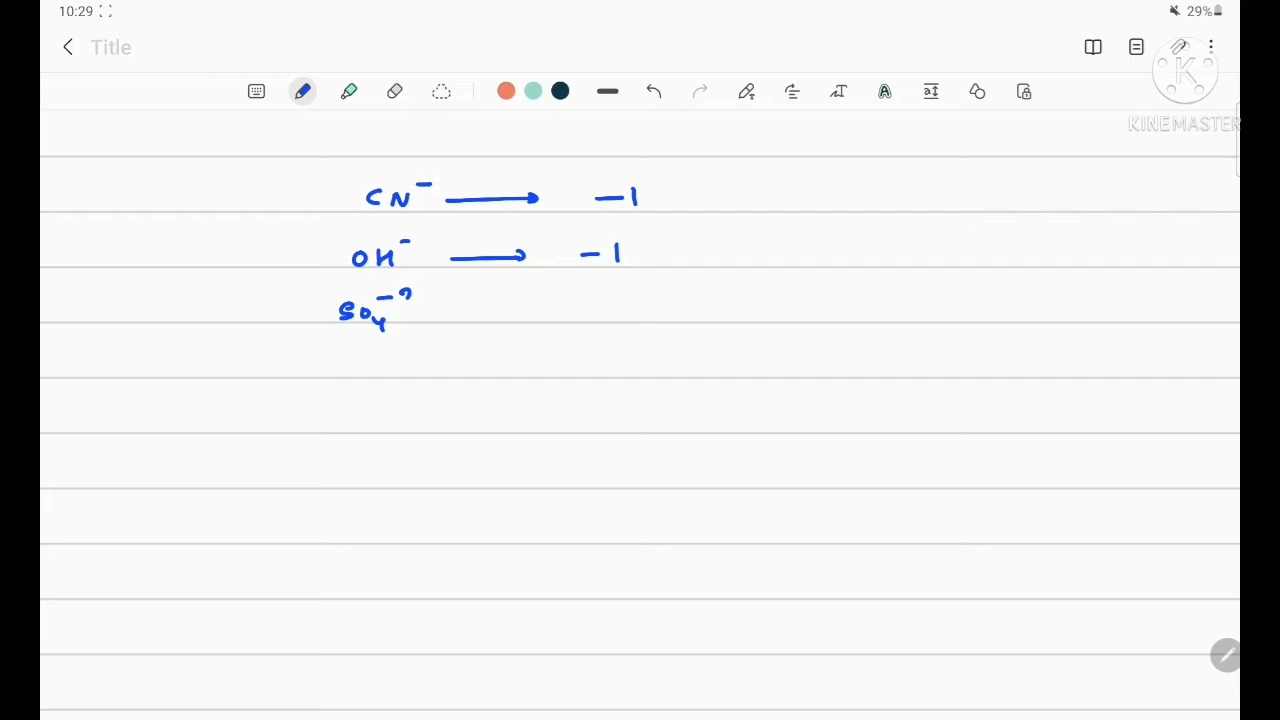 10:29 29%
Title
KINEMASTER
CN⁻ ⟶ −1
OH⁻ ⟶ −1
SO₄⁻²